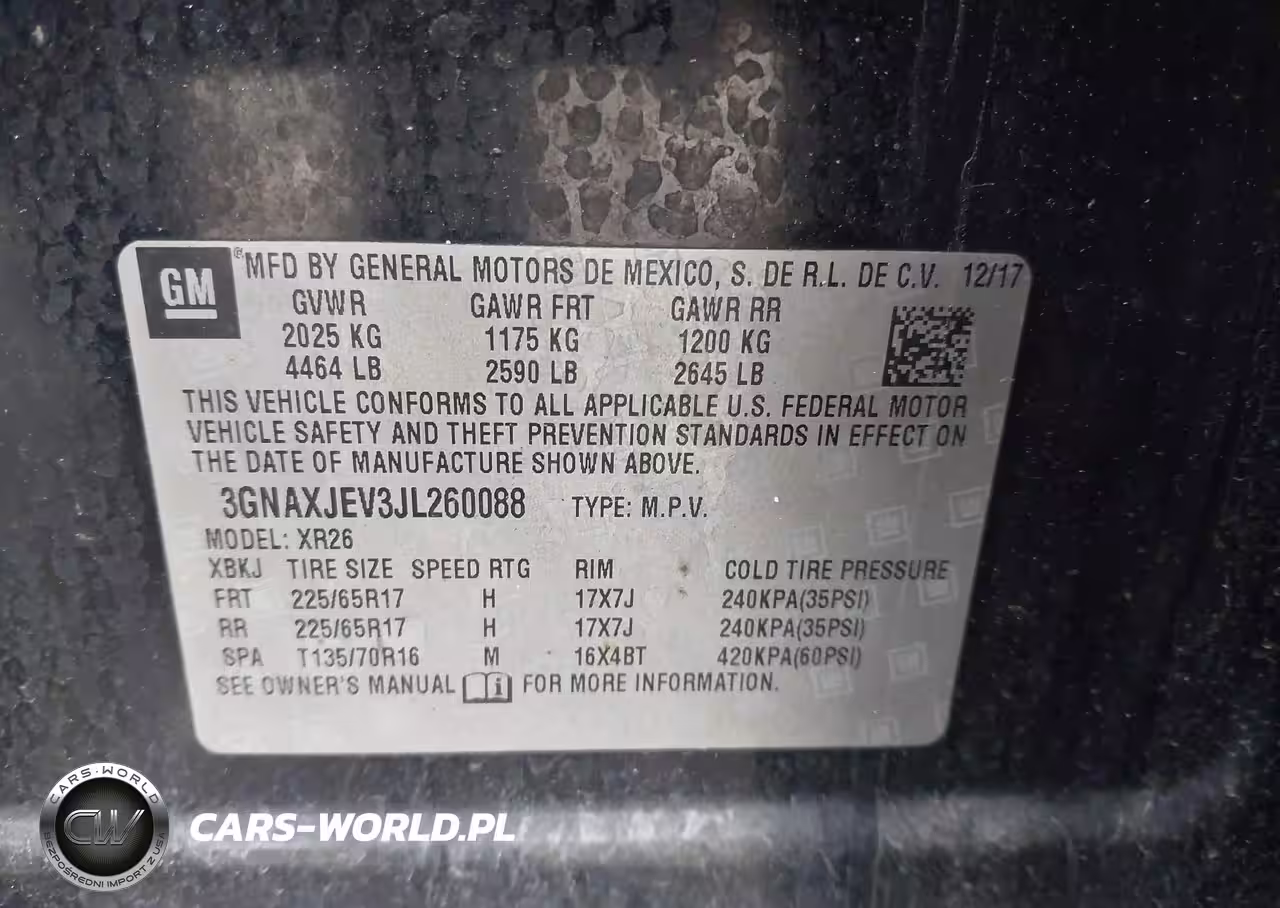 GM ® MFD BY GENERAL MOTORS DE MEXICO, S. DE R.L. DE C.V. 12/17
GVWR GAWR FRT GAWR RR
2025 KG 1175 KG 1200 KG
4464 LB 2590 LB 2645 LB
THIS VEHICLE CONFORMS TO ALL APPLICABLE U.S. FEDERAL MOTOR
VEHICLE SAFETY AND THEFT PREVENTION STANDARDS IN EFFECT ON
THE DATE OF MANUFACTURE SHOWN ABOVE.
3GNAXJEV3JL260088 TYPE: M.P.V.
MODEL: XR26
XBKJ TIRE SIZE SPEED RTG RIM COLD TIRE PRESSURE
FRT 225/65R17 H 17X7J 240KPA(35PSI)
RR 225/65R17 H 17X7J 240KPA(35PSI)
SPA T135/70R16 M 16X4BT 420KPA(60PSI)
SEE OWNER'S MANUAL i FOR MORE INFORMATION.
CARS-WORLD
CW
BEZPOŚREDNI IMPORT Z USA
CARS-WORLD.PL